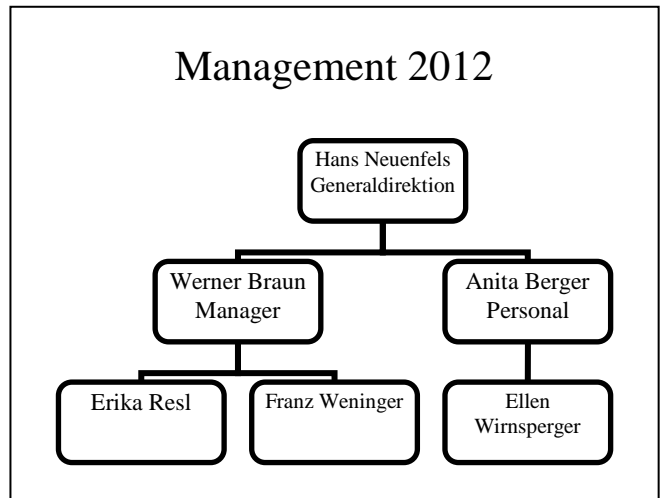 Management 2012
Hans Neuenfels
Generaldirektion
Werner Braun
Manager
Anita Berger
Personal
Erika Resl
Franz Weninger
Ellen
Wirnsperger